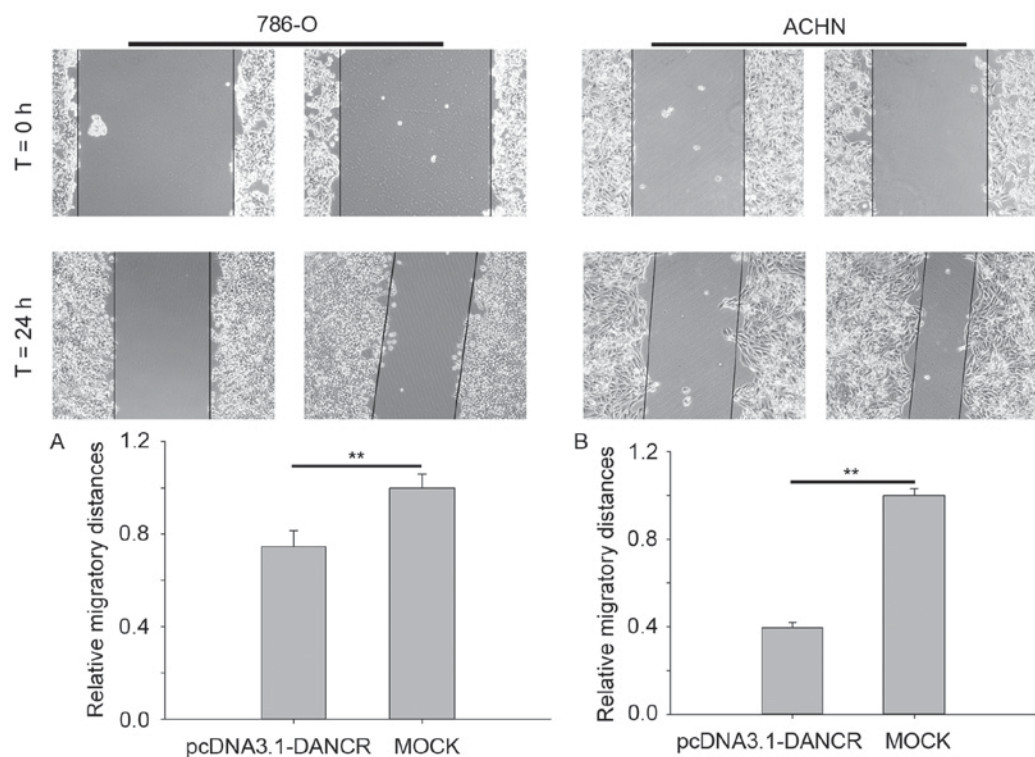 786-O
ACHN
T = 0 h
T = 24 h
A
Relative migratory distances
1.2
0.8
0.4
0.0
**
pcDNA3.1-DANCR
MOCK
B
Relative migratory distances
1.2
0.8
0.4
0.0
**
pcDNA3.1-DANCR
MOCK